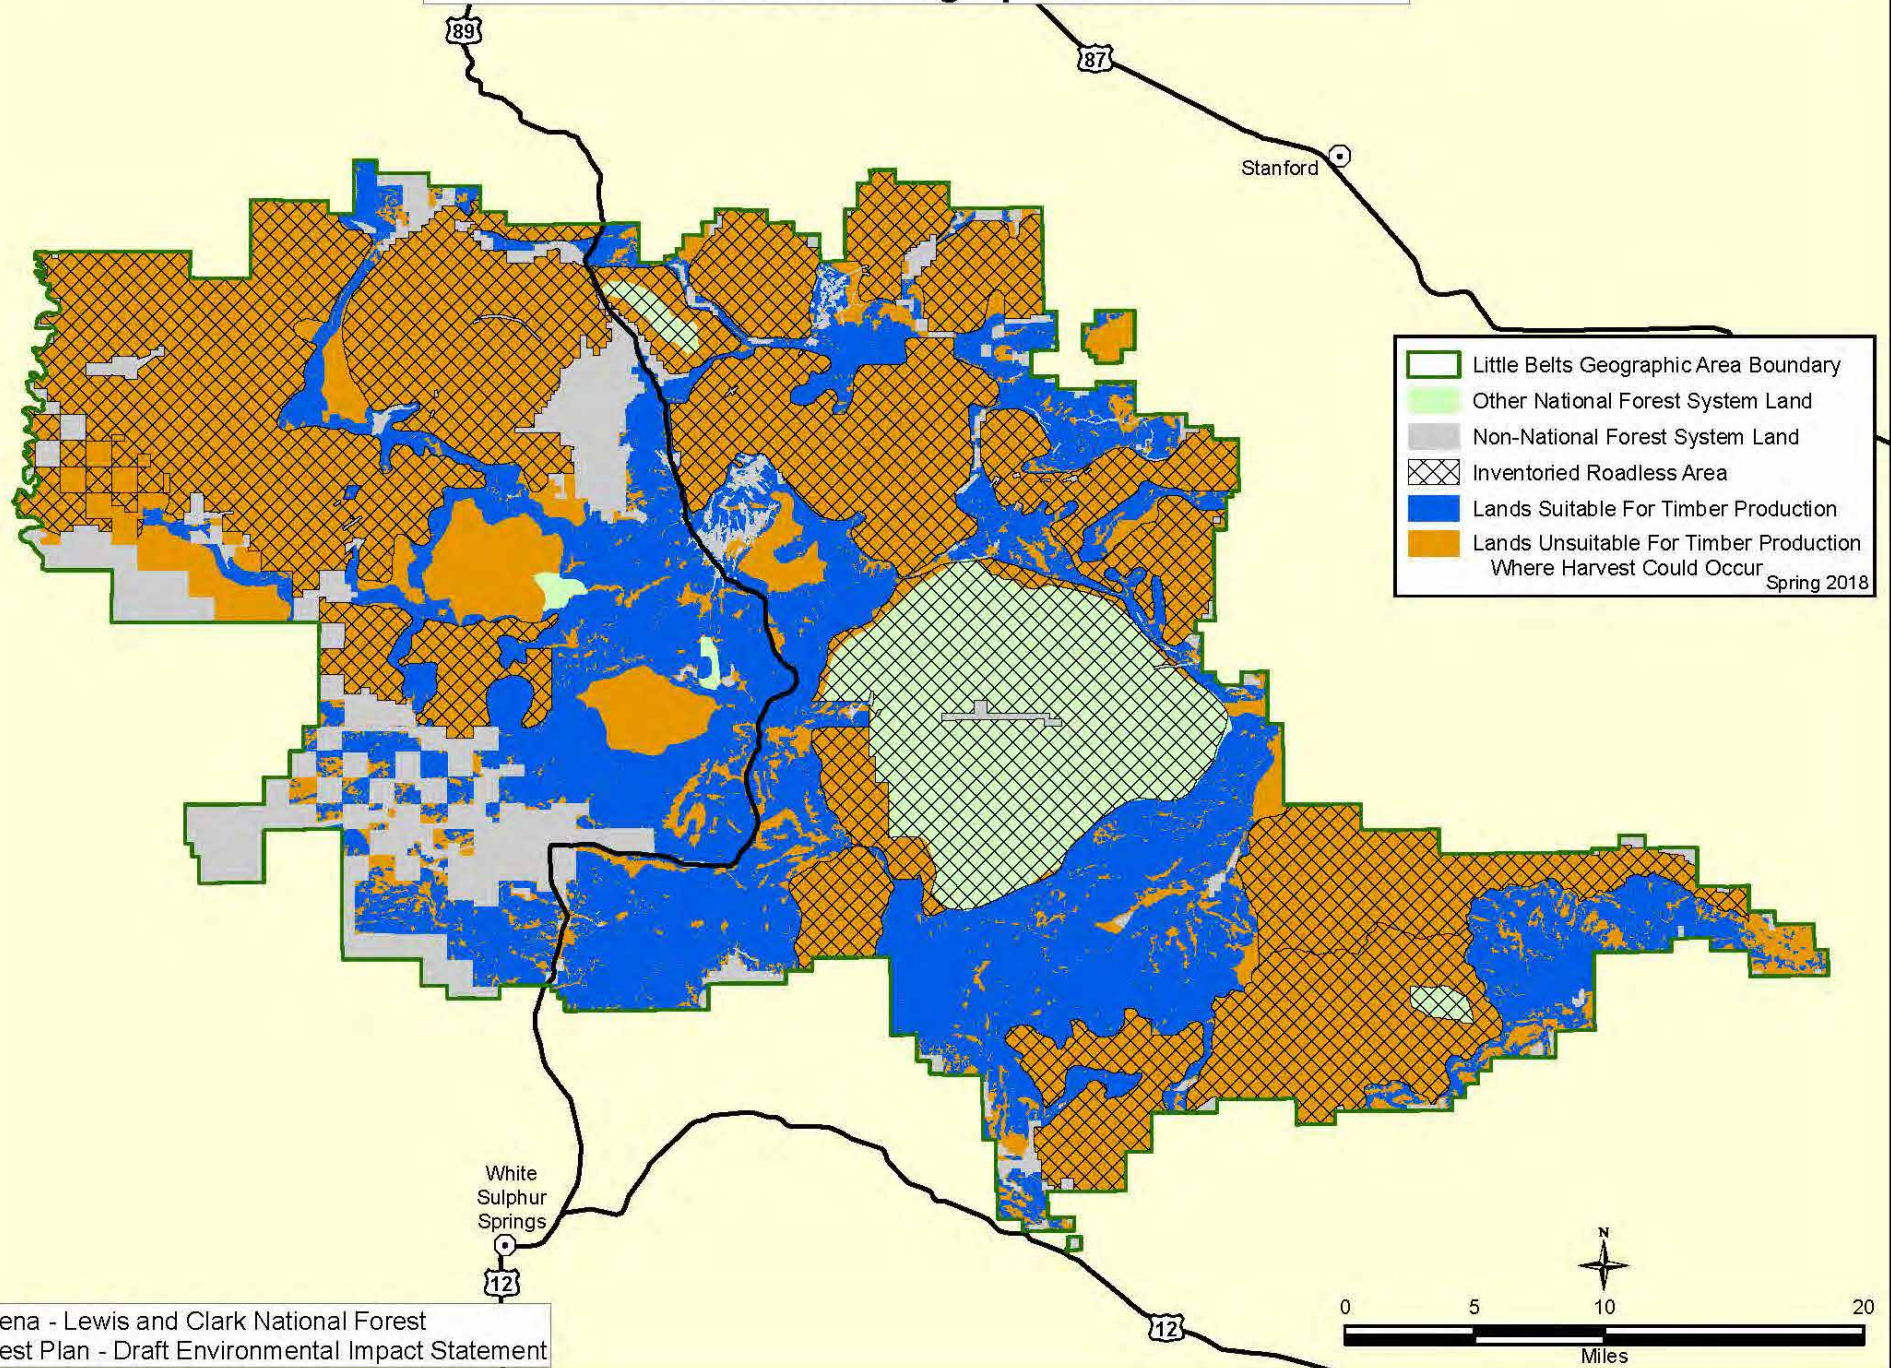 89
87
Stanford
Little Belts Geographic Area Boundary
Other National Forest System Land
Non-National Forest System Land
Inventoried Roadless Area
Lands Suitable For Timber Production
Lands Unsuitable For Timber Production
Where Harvest Could Occur
Spring 2018
White
Sulphur
Springs
12
12
N
0 5 10 20
Miles
ena - Lewis and Clark National Forest
est Plan - Draft Environmental Impact Statement